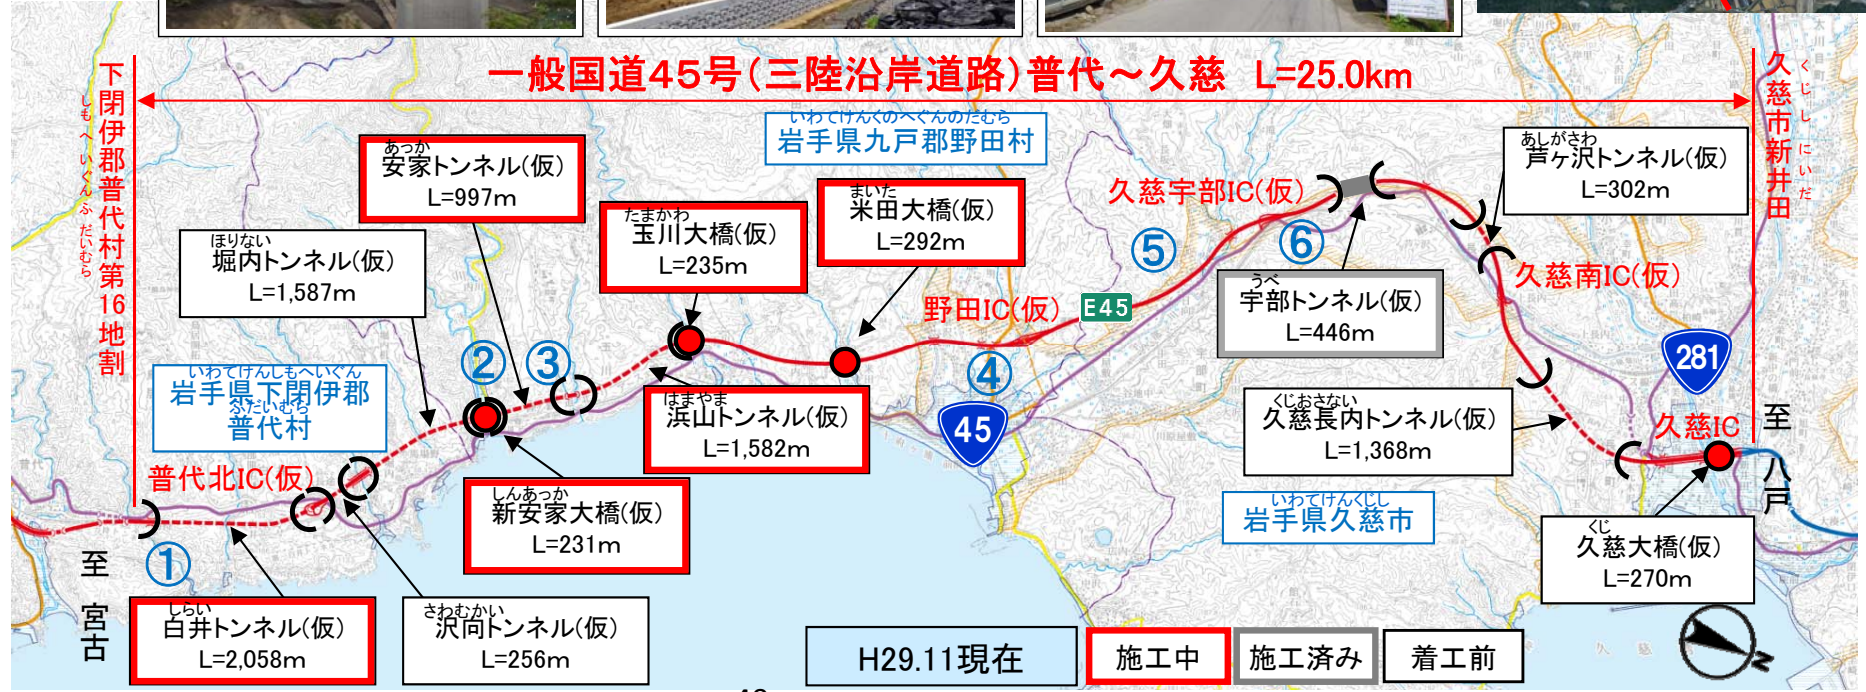 一般国道45号(三陸沿岸道路)普代～久慈 L=25.0km
しもへいぐんふだいむら
下閉伊郡普代村第16地割
くじしにいだ
久慈市新井田
いわてけんくのへぐんのだむら
岩手県九戸郡野田村
あっか
安家トンネル(仮)
L=997m
ほりない
堀内トンネル(仮)
L=1,587m
たまかわ
玉川大橋(仮)
L=235m
まいた
米田大橋(仮)
L=292m
久慈宇部IC(仮)
あしがさわ
芦ヶ沢トンネル(仮)
L=302m
⑤
⑥
久慈南IC(仮)
うべ
宇部トンネル(仮)
L=446m
野田IC(仮)
E45
②
③
④
45
281
いわてけんしもへいぐん
岩手県下閉伊郡
ふだいむら
普代村
はまやま
浜山トンネル(仮)
L=1,582m
くじおさない
久慈長内トンネル(仮)
L=1,368m
久慈IC
至八戸
普代北IC(仮)
しんあっか
新安家大橋(仮)
L=231m
いわてけんくじし
岩手県久慈市
くじ
久慈大橋(仮)
L=270m
①
至宮古
しらい
白井トンネル(仮)
L=2,058m
さわむかい
沢向トンネル(仮)
L=256m
H29.11現在
施工中
施工済み
着工前
N